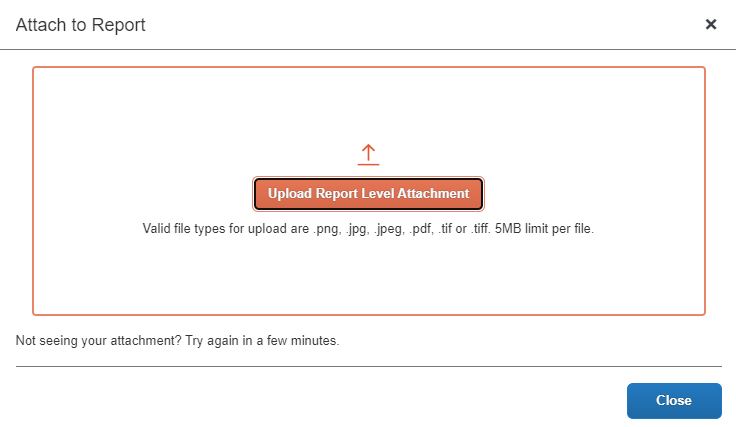 Attach to Report
Upload Report Level Attachment
Valid file types for upload are .png, .jpg, .jpeg, .pdf, .tif or .tiff. 5MB limit per file.
Not seeing your attachment? Try again in a few minutes.
Close